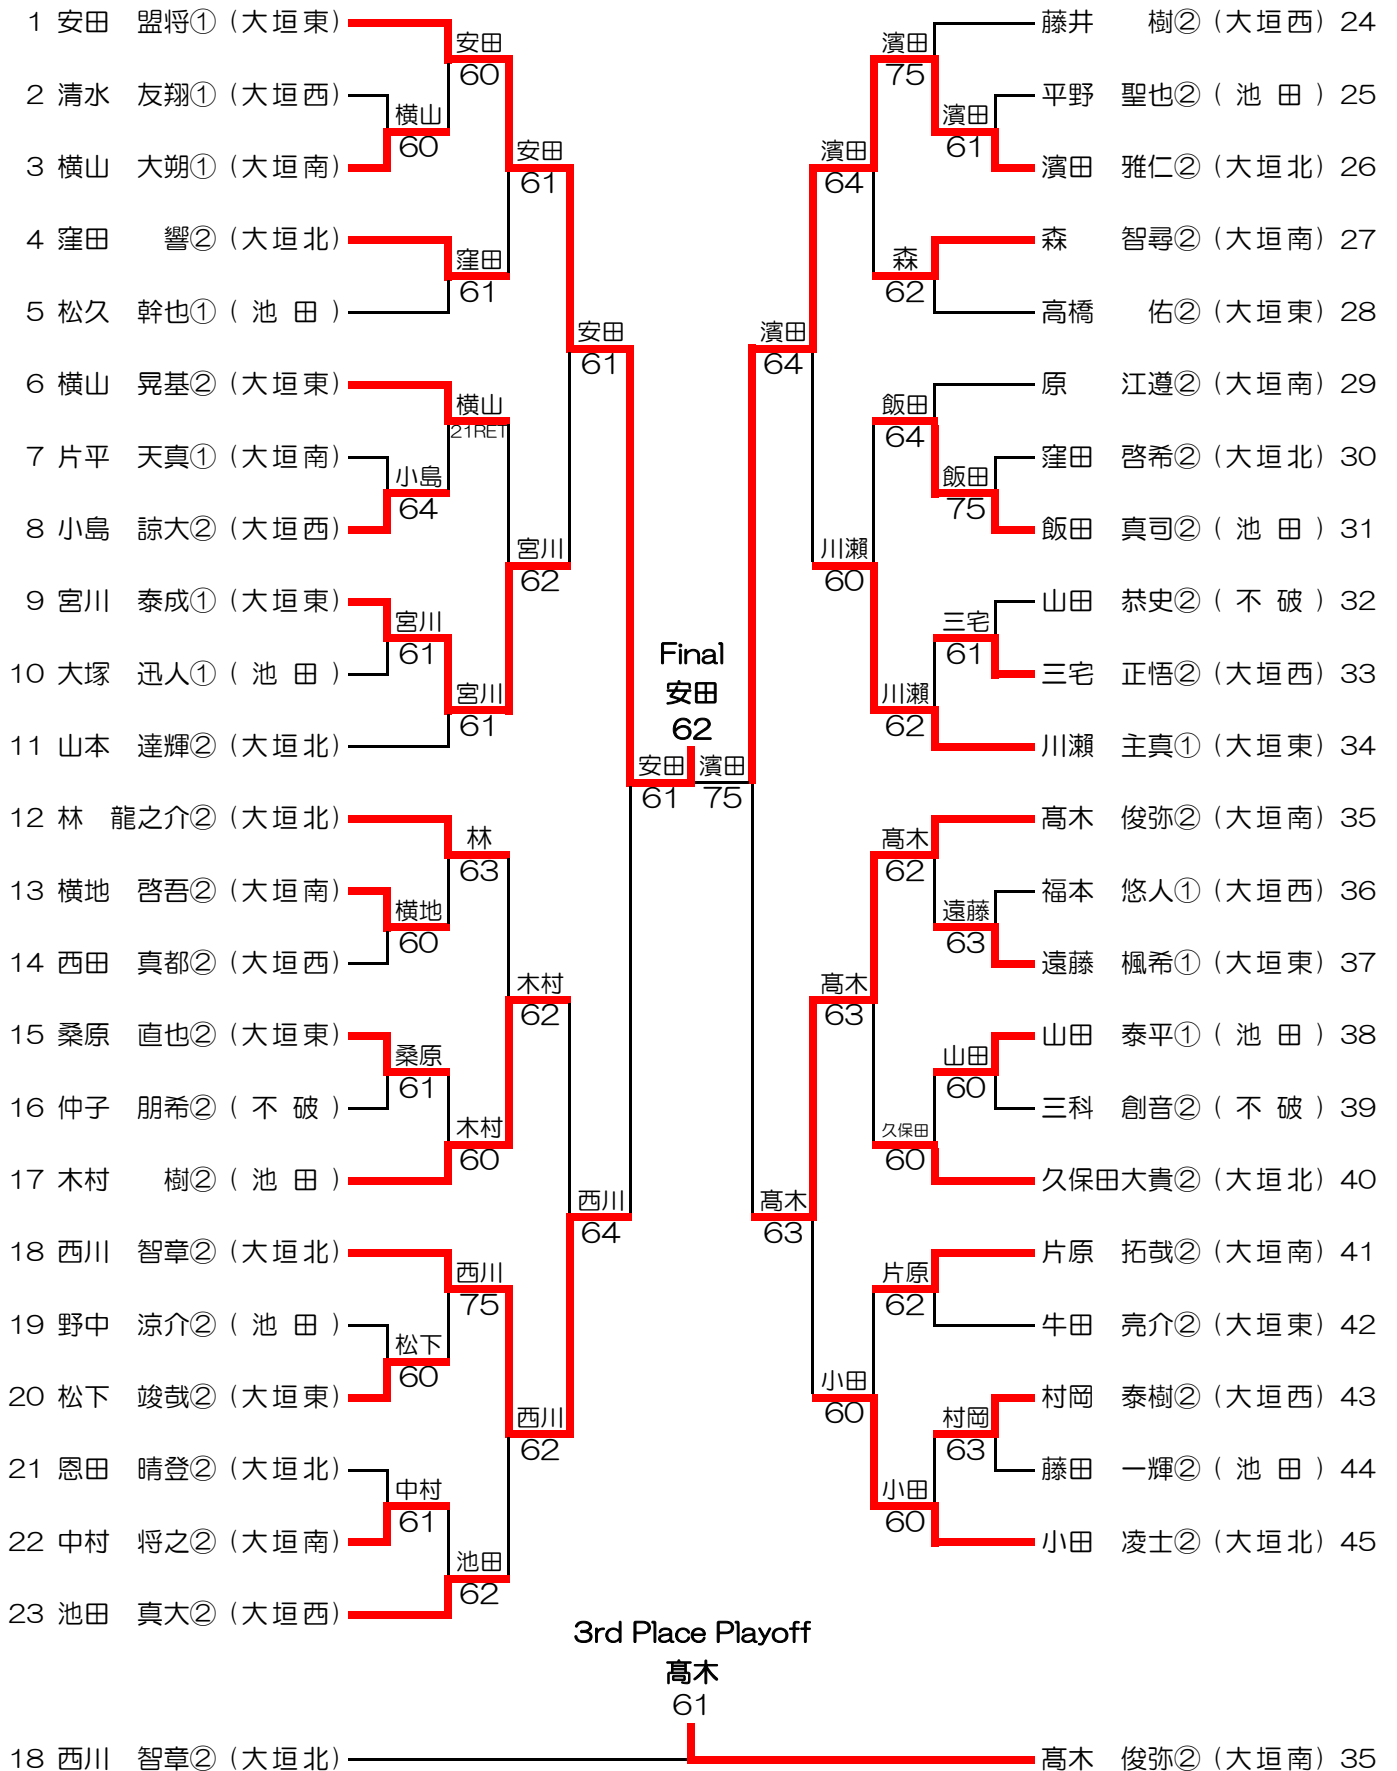 1 安田 盟将① (大垣東)
2 清水 友翔① (大垣西)
3 横山 大朔① (大垣南)
4 窪田 響② (大垣北)
5 松久 幹也① ( 池 田 )
6 横山 晃基② (大垣東)
7 片平 天真① (大垣南)
8 小島 諒大② (大垣西)
9 宮川 泰成① (大垣東)
10 大塚 迅人① ( 池 田 )
11 山本 達輝② (大垣北)
12 林 龍之介② (大垣北)
13 横地 啓吾② (大垣南)
14 西田 真都② (大垣西)
15 桑原 直也② (大垣東)
16 仲子 朋希② ( 不 破 )
17 木村 樹② ( 池 田 )
18 西川 智章② (大垣北)
19 野中 涼介② ( 池 田 )
20 松下 竣哉② (大垣東)
21 恩田 晴登② (大垣北)
22 中村 将之② (大垣南)
23 池田 真大② (大垣西)
横山
60
小島
64
宮川
61
横地
60
桑原
61
松下
60
中村
61
安田
60
窪田
61
横山
21RET
宮川
61
林
63
木村
60
西川
75
池田
62
安田
61
宮川
62
木村
62
西川
62
安田
61
西川
64
安田
61
Final
安田
62
濱田
75
濱田
64
髙木
63
濱田
64
川瀬
60
髙木
63
小田
60
濱田
75
森
62
飯田
64
川瀬
62
髙木
62
久保田
60
片原
62
小田
60
濱田
61
飯田
75
三宅
61
遠藤
63
山田
60
村岡
63
藤井 樹② (大垣西) 24
平野 聖也② ( 池 田 ) 25
濱田 雅仁② (大垣北) 26
森 智尋② (大垣南) 27
高橋 佑② (大垣東) 28
原 江遵② (大垣南) 29
窪田 啓希② (大垣北) 30
飯田 真司② ( 池 田 ) 31
山田 恭史② ( 不 破 ) 32
三宅 正悟② (大垣西) 33
川瀬 主真① (大垣東) 34
髙木 俊弥② (大垣南) 35
福本 悠人① (大垣西) 36
遠藤 楓希① (大垣東) 37
山田 泰平① ( 池 田 ) 38
三科 創音② ( 不 破 ) 39
久保田大貴② (大垣北) 40
片原 拓哉② (大垣南) 41
牛田 亮介② (大垣東) 42
村岡 泰樹② (大垣西) 43
藤田 一輝② ( 池 田 ) 44
小田 凌士② (大垣北) 45
3rd Place Playoff
髙木
61
18 西川 智章② (大垣北)
髙木 俊弥② (大垣南) 35